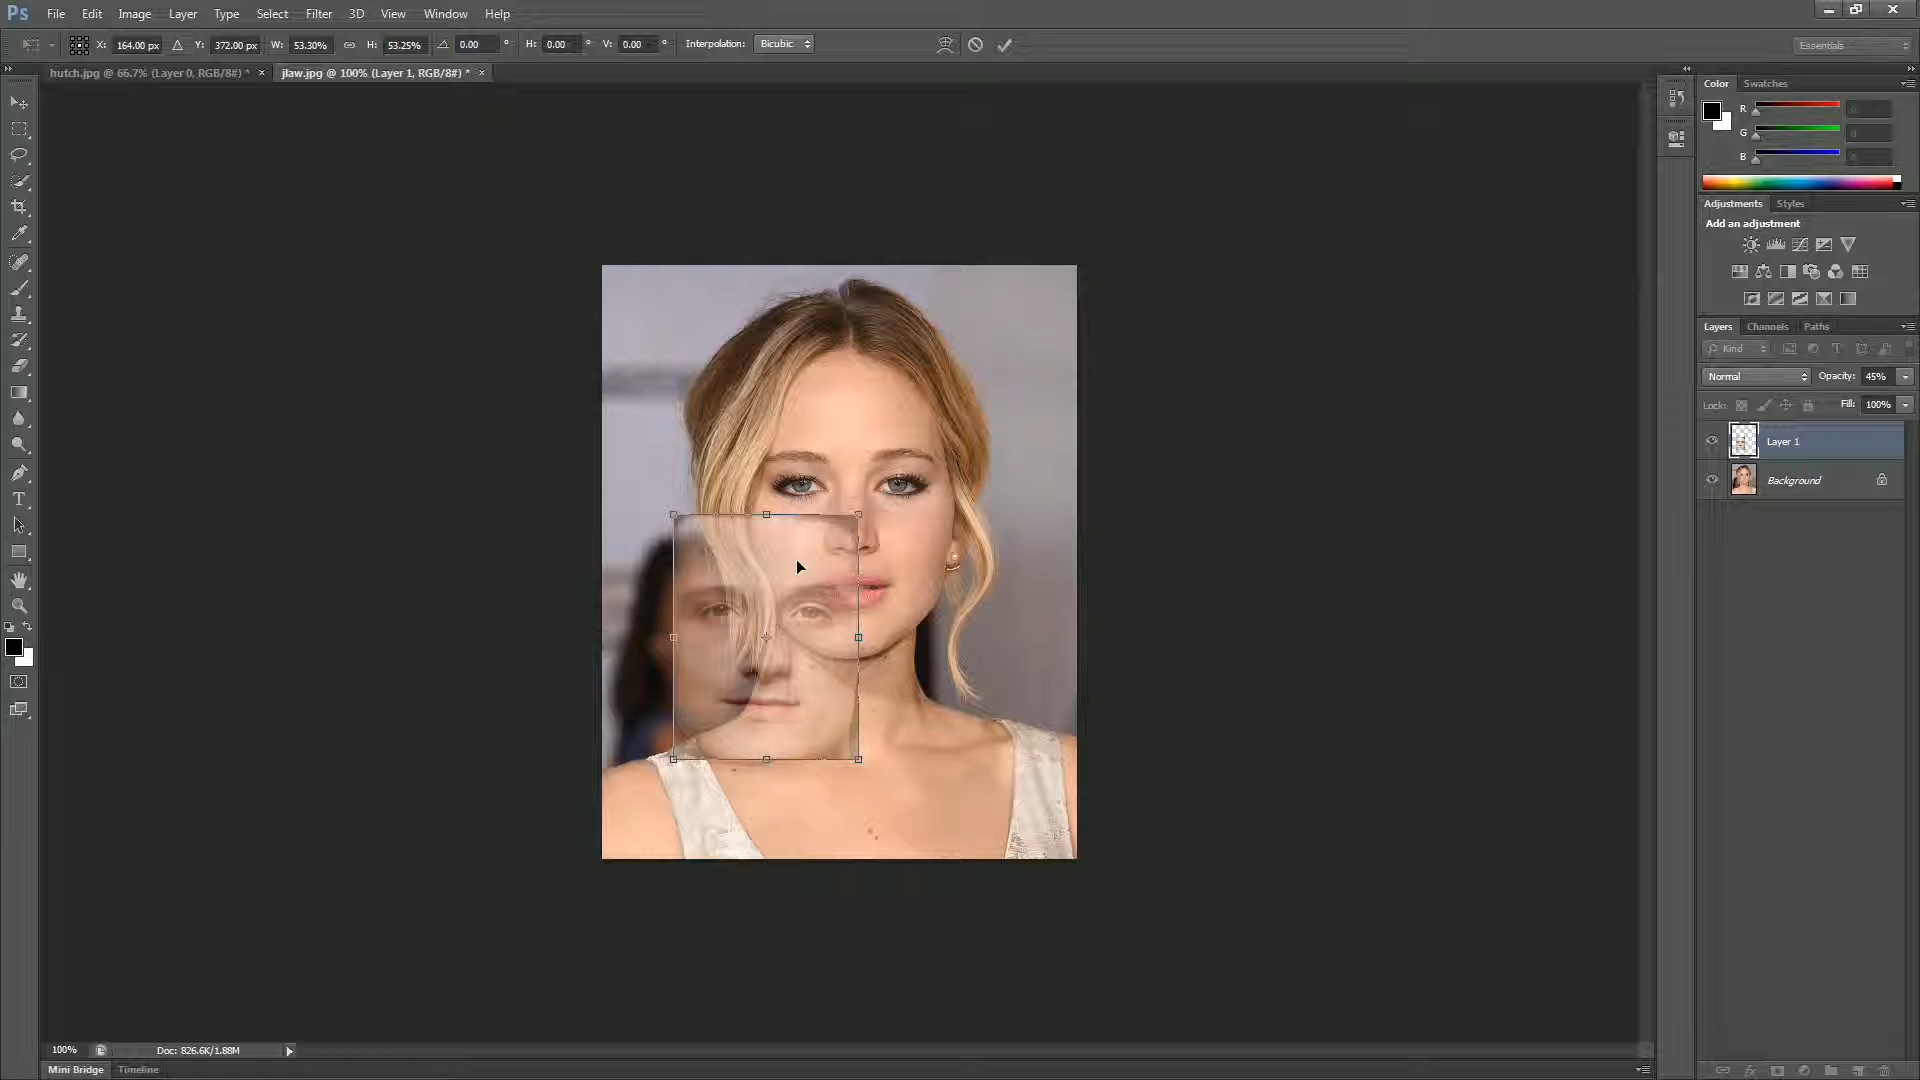 Ps File Edit Image Layer Type Select Filter 3D View Window Help
X: 164.00 px Y: 372.00 px W: 53.30% H: 53.25% 0.00 ° H: 0.00 ° V: 0.00 ° Interpolation: Bicubic Essentials
hutch.jpg @ 66.7% (Layer 0, RGB/8#) * × jlaw.jpg @ 100% (Layer 1, RGB/8#) * ×
Color Swatches
R 0
G 0
B 0
Adjustments Styles
Add an adjustment
Layers Channels Paths
Kind
Normal Opacity: 45%
Lock: Fill: 100%
Layer 1
Background
100% Doc: 826.6K/1.88M
Mini Bridge Timeline